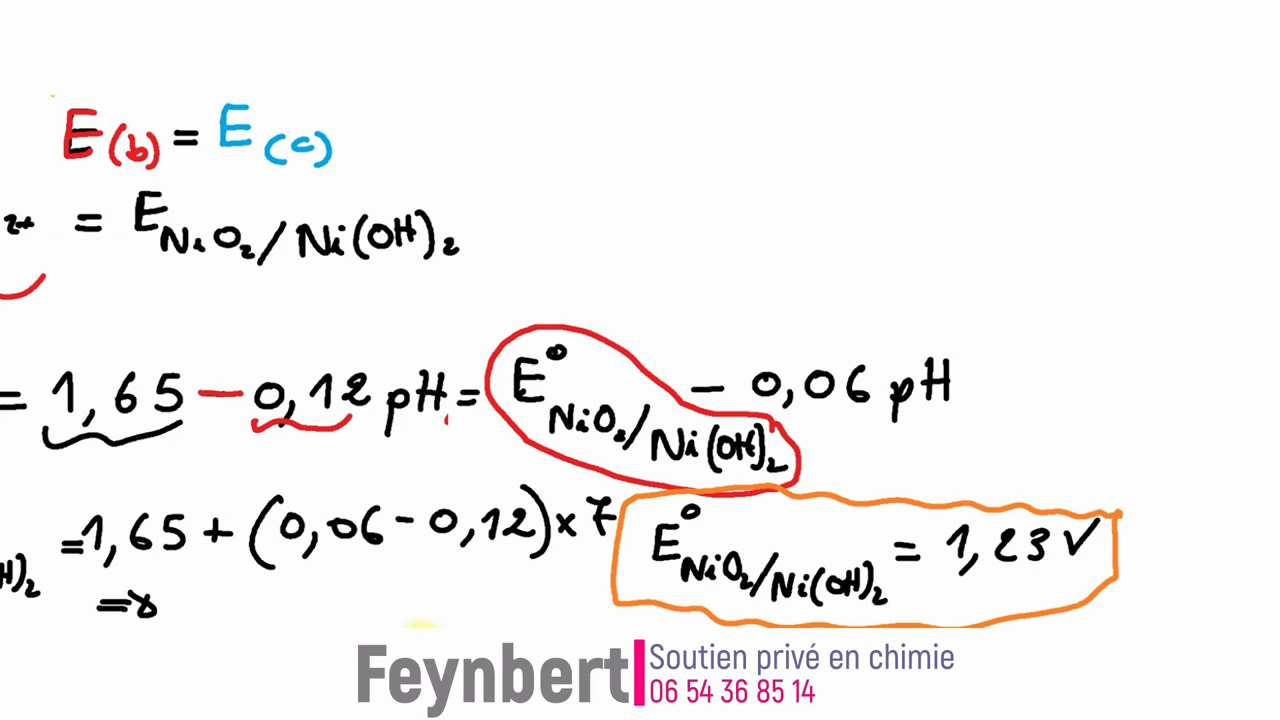 E(b) = E(c)
2+ = E NiO2/Ni(OH)2
= 1,65 - 0,12 pH = E° NiO2/Ni(OH)2 - 0,06 pH
H)2 = 1,65 + (0,06 - 0,12) × 7 E° NiO2/Ni(OH)2 = 1,23 V
Feynbert
Soutien privé en chimie
06 54 36 85 14